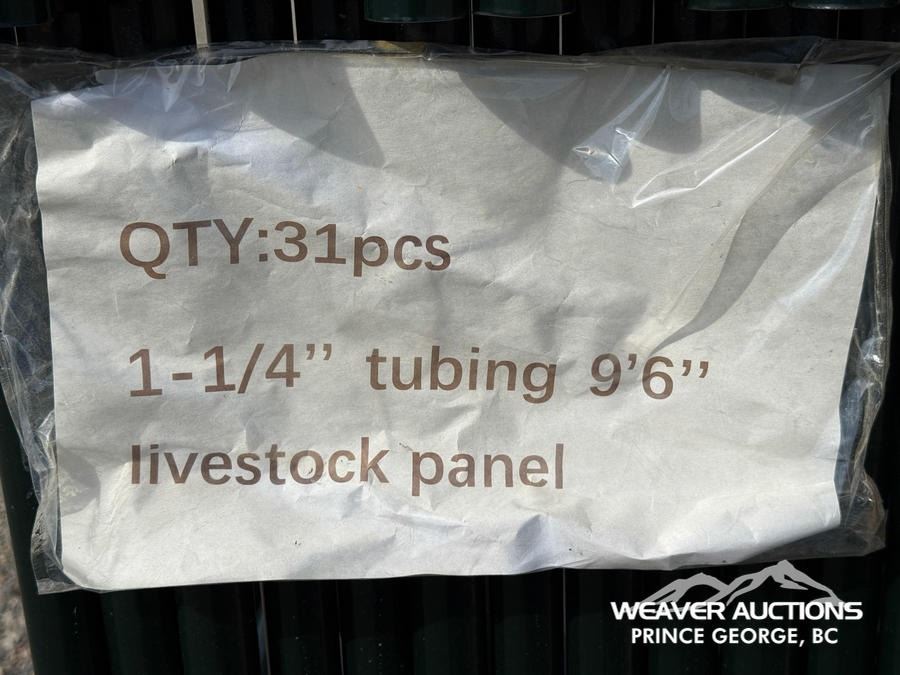 QTY:31pcs
1-1/4’’ tubing 9’6’’
livestock panel
WEAVER AUCTIONS
PRINCE GEORGE, BC